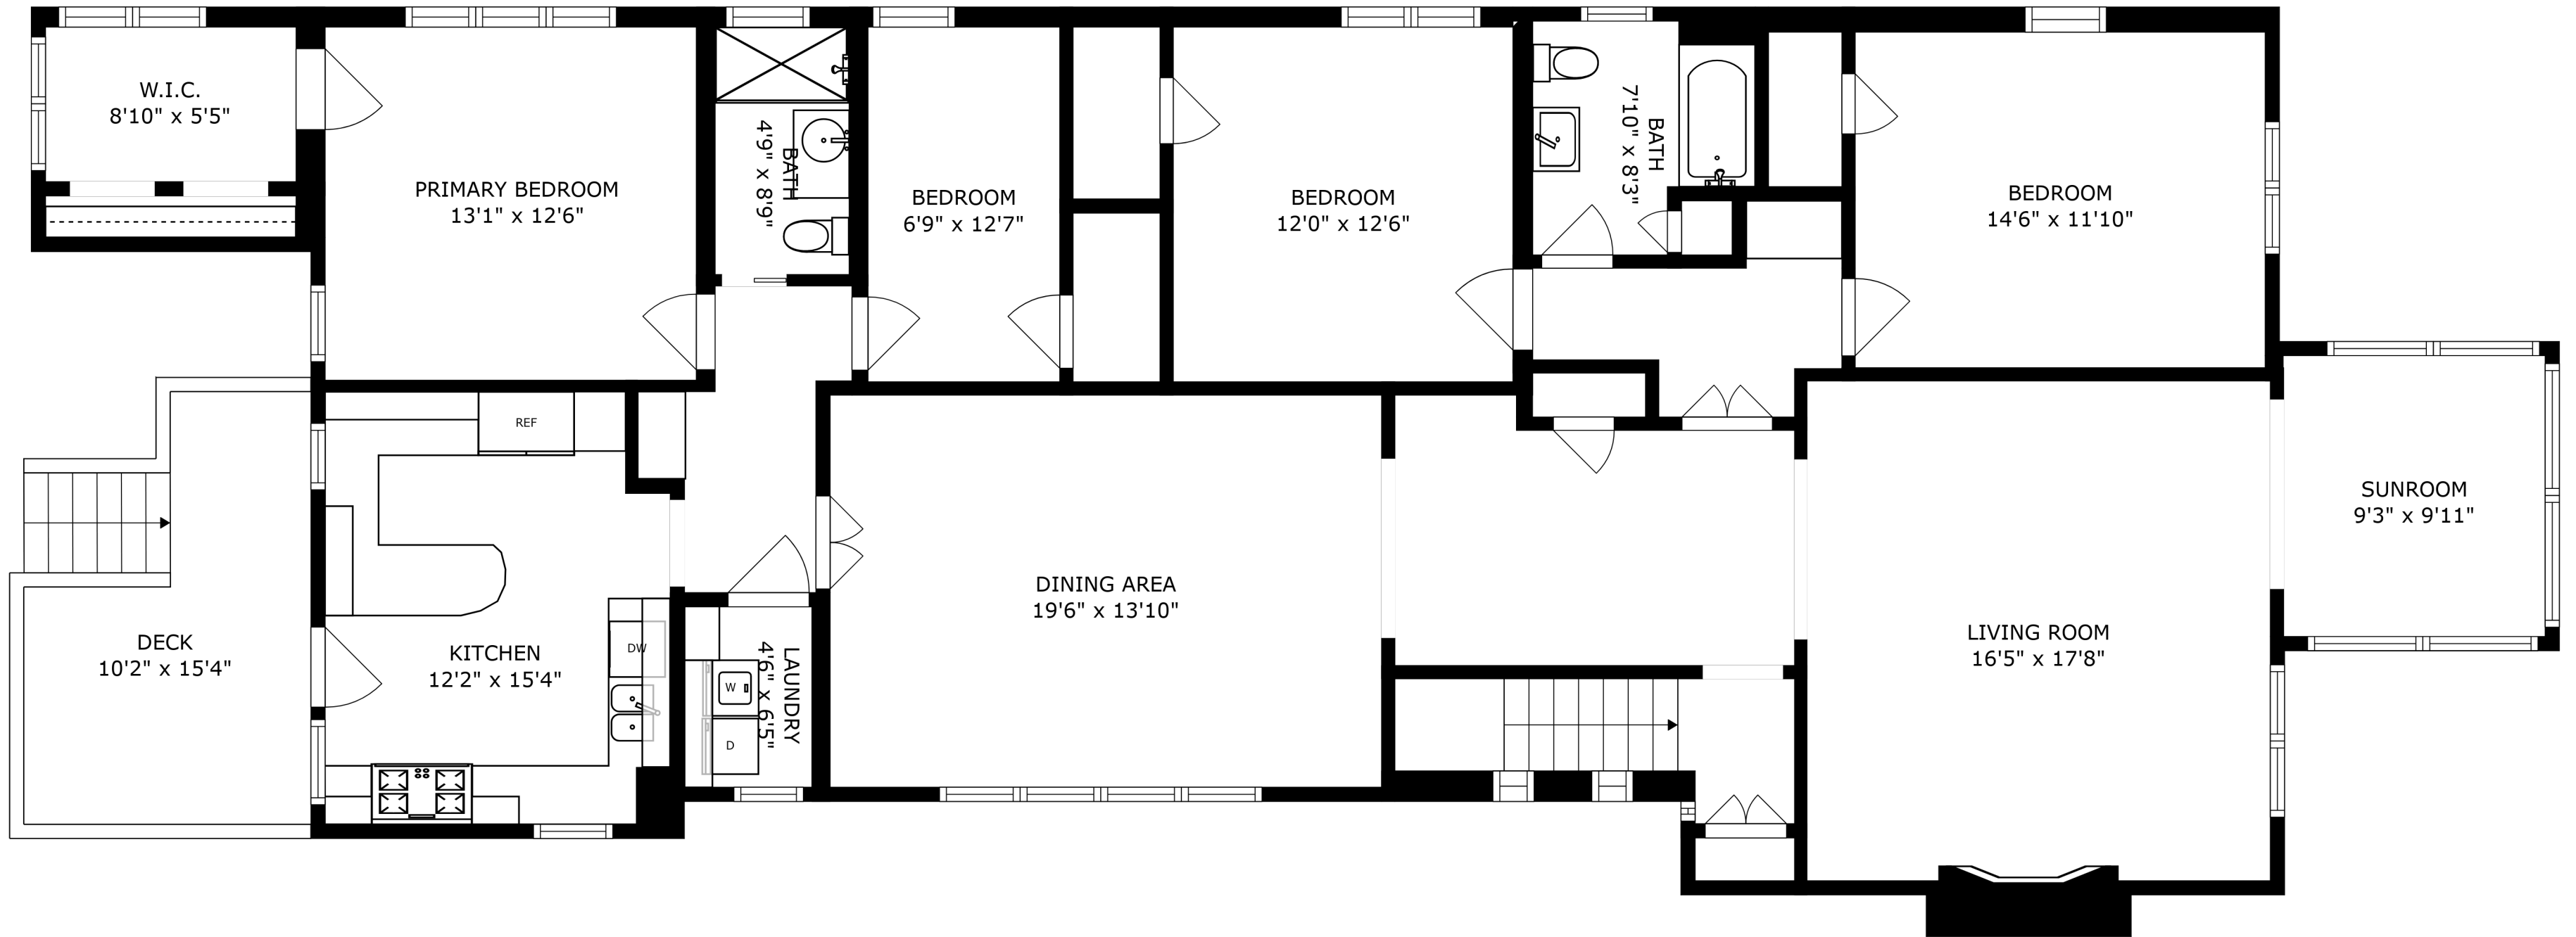 W.I.C.
8'10" x 5'5"
PRIMARY BEDROOM
13'1" x 12'6"
BATH
4'9" x 8'9"
BEDROOM
6'9" x 12'7"
BEDROOM
12'0" x 12'6"
BATH
7'10" x 8'3"
BEDROOM
14'6" x 11'10"
REF
SUNROOM
9'3" x 9'11"
DINING AREA
19'6" x 13'10"
LIVING ROOM
16'5" x 17'8"
DECK
10'2" x 15'4"
KITCHEN
12'2" x 15'4"
DW
LAUNDRY
4'6" x 6'5"
W
D